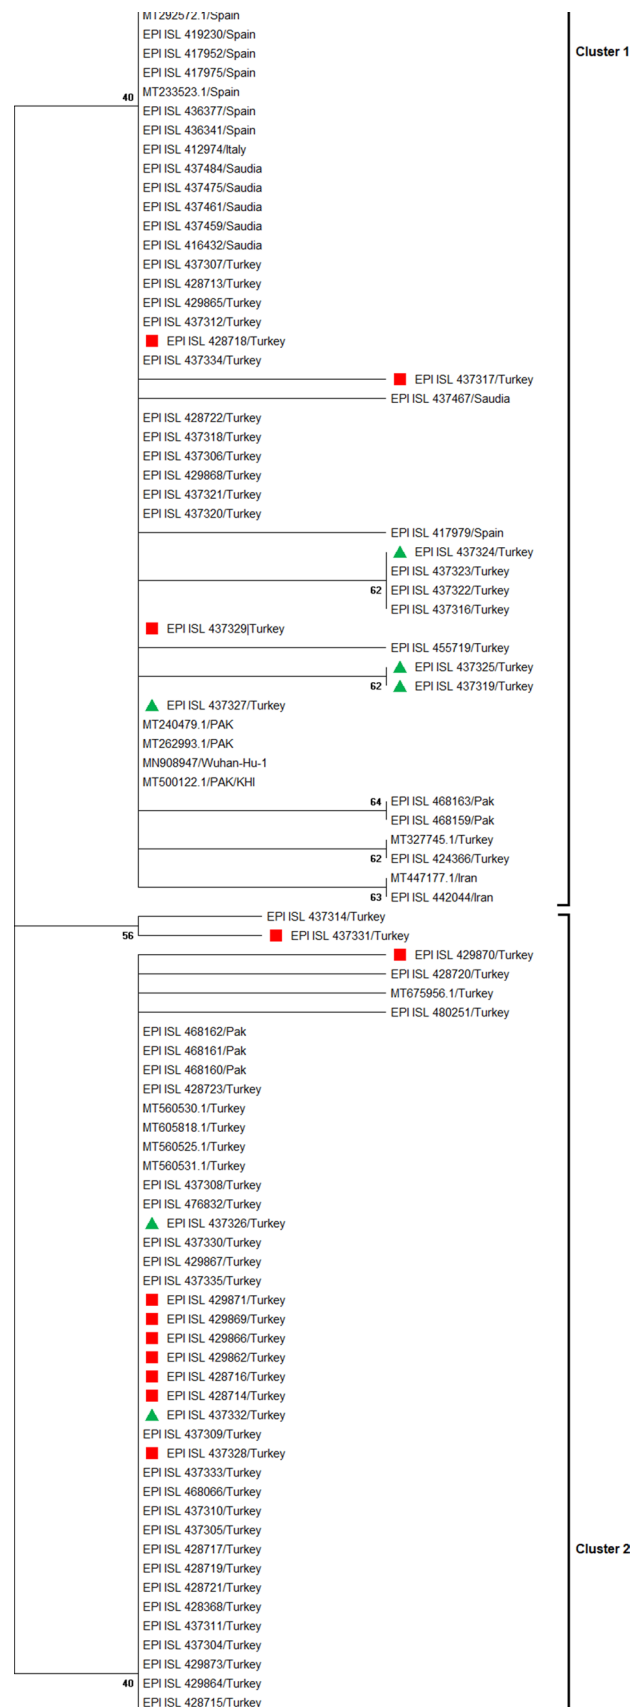 MT292572.1/Spain
EPI ISL 419230/Spain
Cluster 1
EPI ISL 417952/Spain
EPI ISL 417975/Spain
40
MT233523.1/Spain
EPI ISL 436377/Spain
EPI ISL 436341/Spain
EPI ISL 412974/Italy
EPI ISL 437484/Saudia
EPI ISL 437475/Saudia
EPI ISL 437461/Saudia
EPI ISL 437459/Saudia
EPI ISL 416432/Saudia
EPI ISL 437307/Turkey
EPI ISL 428713/Turkey
EPI ISL 429865/Turkey
EPI ISL 437312/Turkey
EPI ISL 428718/Turkey
EPI ISL 437334/Turkey
EPI ISL 437317/Turkey
EPI ISL 437467/Saudia
EPI ISL 428722/Turkey
EPI ISL 437318/Turkey
EPI ISL 437306/Turkey
EPI ISL 429868/Turkey
EPI ISL 437321/Turkey
EPI ISL 437320/Turkey
EPI ISL 417979/Spain
EPI ISL 437324/Turkey
EPI ISL 437323/Turkey
62
EPI ISL 437322/Turkey
EPI ISL 437316/Turkey
EPI ISL 437329|Turkey
EPI ISL 455719/Turkey
EPI ISL 437325/Turkey
62
EPI ISL 437319/Turkey
EPI ISL 437327/Turkey
MT240479.1/PAK
MT262993.1/PAK
MN908947/Wuhan-Hu-1
MT500122.1/PAK/KHI
64
EPI ISL 468163/Pak
EPI ISL 468159/Pak
MT327745.1/Turkey
62
EPI ISL 424366/Turkey
MT447177.1/Iran
63
EPI ISL 442044/Iran
EPI ISL 437314/Turkey
56
EPI ISL 437331/Turkey
EPI ISL 429870/Turkey
EPI ISL 428720/Turkey
MT675956.1/Turkey
EPI ISL 480251/Turkey
EPI ISL 468162/Pak
EPI ISL 468161/Pak
EPI ISL 468160/Pak
EPI ISL 428723/Turkey
MT560530.1/Turkey
MT605818.1/Turkey
MT560525.1/Turkey
MT560531.1/Turkey
EPI ISL 437308/Turkey
EPI ISL 476832/Turkey
EPI ISL 437326/Turkey
EPI ISL 437330/Turkey
EPI ISL 429867/Turkey
EPI ISL 437335/Turkey
EPI ISL 429871/Turkey
EPI ISL 429869/Turkey
EPI ISL 429866/Turkey
EPI ISL 429862/Turkey
EPI ISL 428716/Turkey
EPI ISL 428714/Turkey
EPI ISL 437332/Turkey
EPI ISL 437309/Turkey
EPI ISL 437328/Turkey
EPI ISL 437333/Turkey
EPI ISL 468066/Turkey
EPI ISL 437310/Turkey
EPI ISL 437305/Turkey
EPI ISL 428717/Turkey
Cluster 2
EPI ISL 428719/Turkey
EPI ISL 428721/Turkey
EPI ISL 428368/Turkey
EPI ISL 437311/Turkey
EPI ISL 437304/Turkey
EPI ISL 429873/Turkey
40
EPI ISL 429864/Turkey
EPI ISL 428715/Turkey